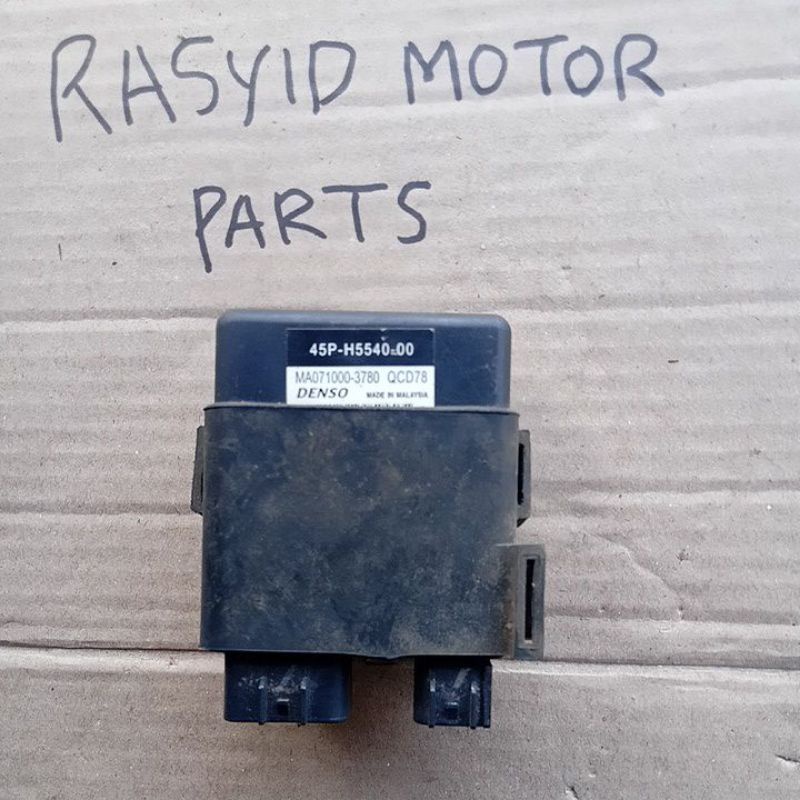 RASYID MOTOR
PARTS
45P-H5540-00
MA071000-3780 QCD78
DENSO MADE IN MALAYSIA